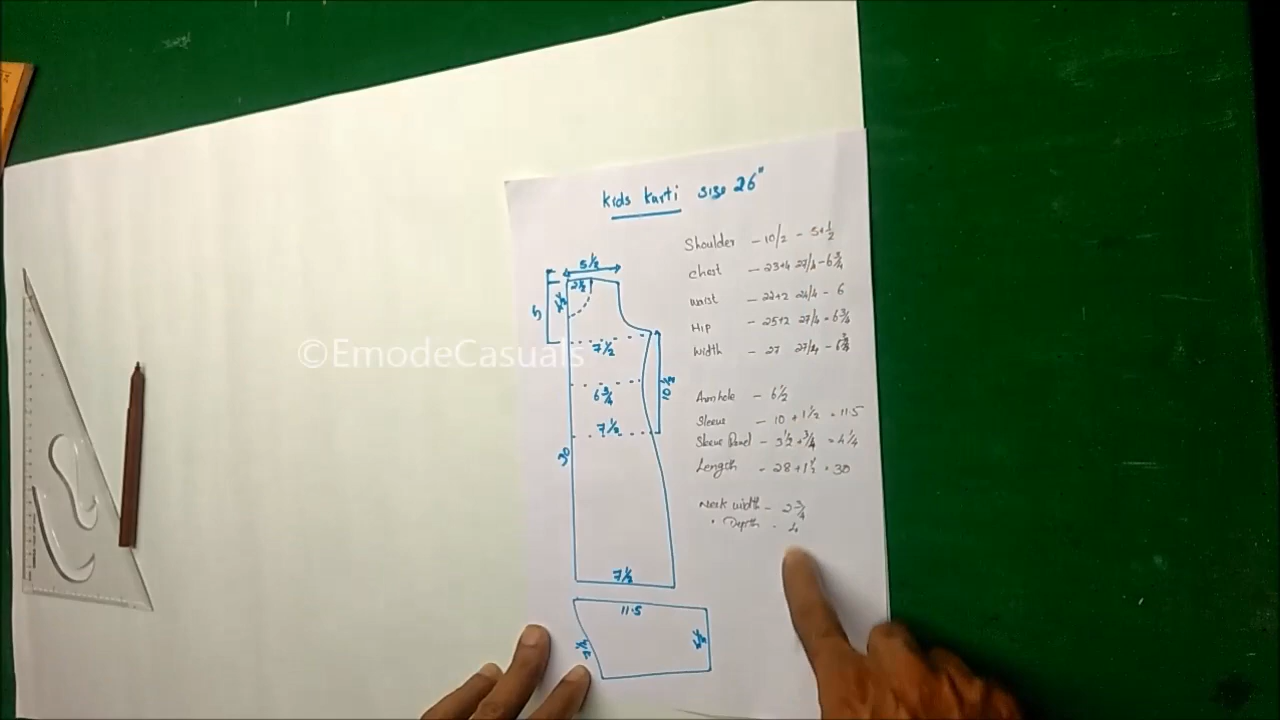 kids kurti size 26"
Shoulder - 10/2 - 5+1/2
chest - 23+4 27/4 - 6 3/4
waist - 22+2 24/4 - 6
Hip - 25+2 27/4 - 6 3/4
width - 27 27/4 - 6 3/4
Armhole - 6 1/2
Sleeve - 10 + 1 1/2 = 11.5
Sleeve - 3 1/2 + 3/4 = 4 1/4
Length - 28 + 1 1/2 = 30
Neck width - 2 3/4
" Depth - 4
5 1/2
2 1/2
5
7 1/2
6 3/4
7 1/2
10 1/2
30
7 1/2
11.5
©EmodeCasuals